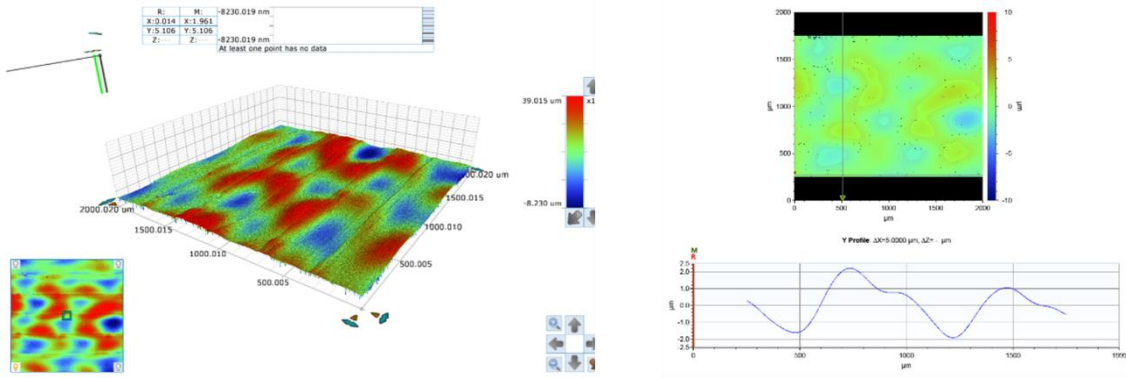 R: M:
X:0.014 X:1.961
Y:5.106 Y:5.106
Z: --- Z: ---
-8230.019 nm
-8230.019 nm
At least one point has no data
39.015 um
x1
-8.230 um
2000.020 um
1500.015
1000.010
500.005
500.005
1000.010
1500.015
00.020 um
2000
1500
1000
500
0
µm
0 500 1000 1500 2000
µm
10
5
0
-5
-10
µm
Y Profile ΔX=5.0000 µm; ΔZ= - µm
M
R
2.5
2.0
1.0
0.0
-1.0
-2.0
-2.5
µm
0 500 1000 1500 1995
µm